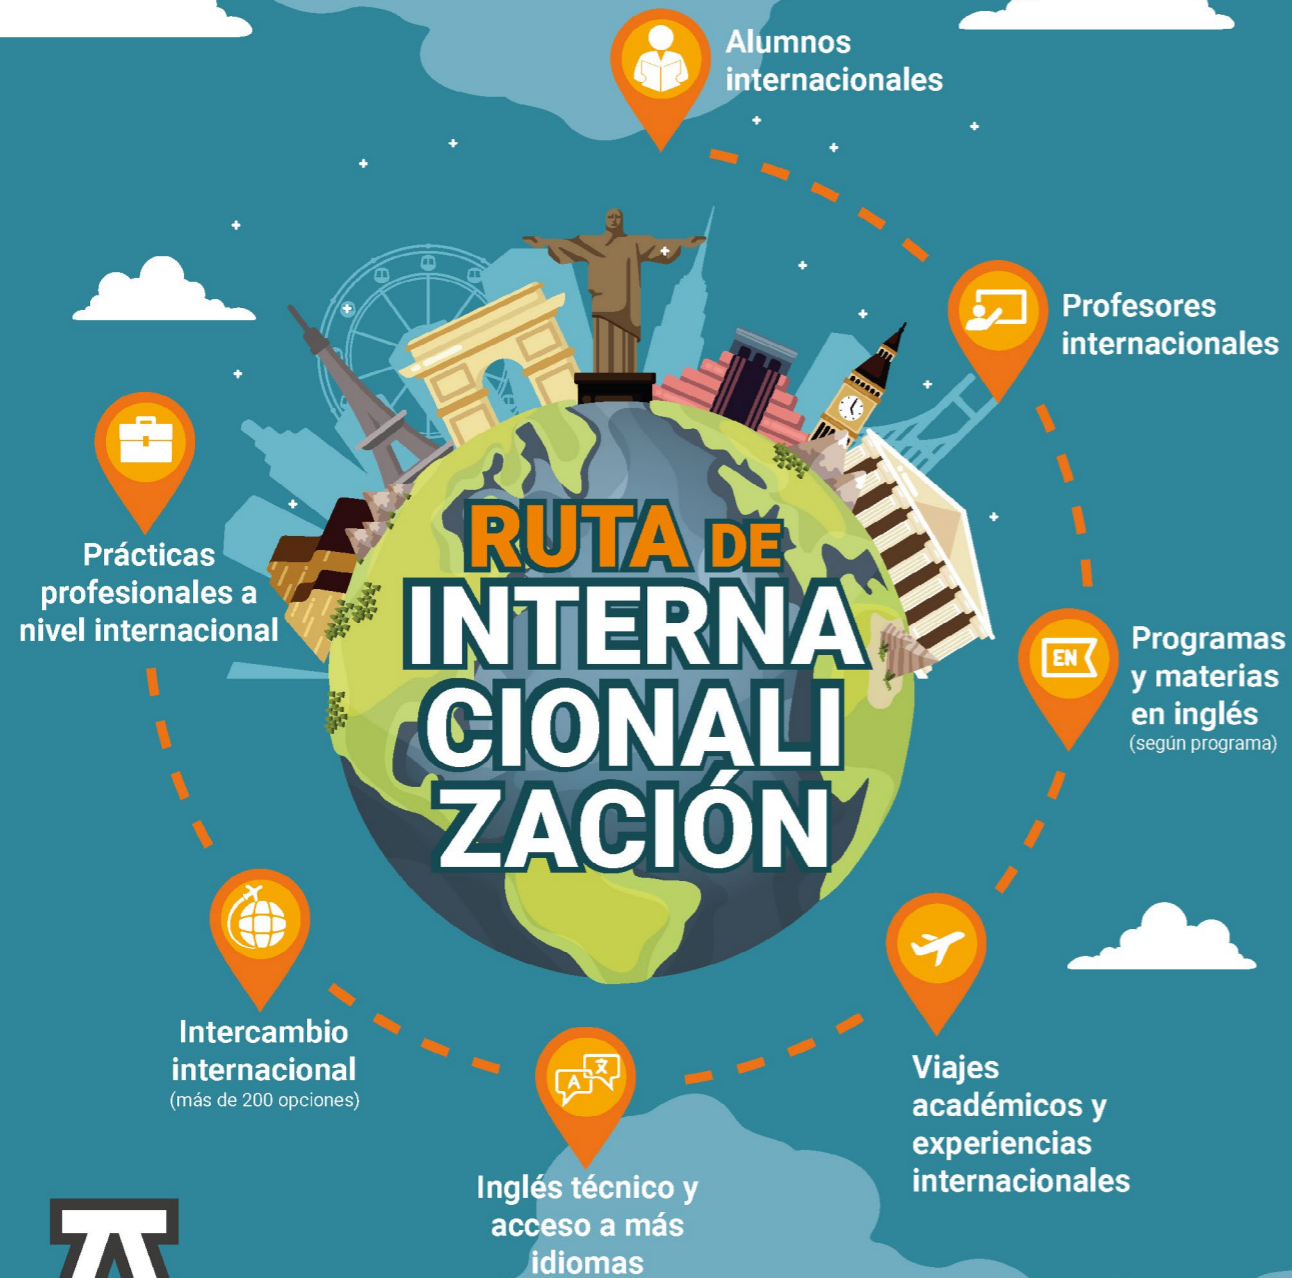 Alumnos
internacionales
Profesores
internacionales
RUTA DE
INTERNA
CIONALI
ZACIÓN
Prácticas
profesionales a
nivel internacional
EN
Programas
y materias
en inglés
(según programa)
Intercambio
internacional
(más de 200 opciones)
A 文
Inglés técnico y
acceso a más
idiomas
Viajes
académicos y
experiencias
internacionales